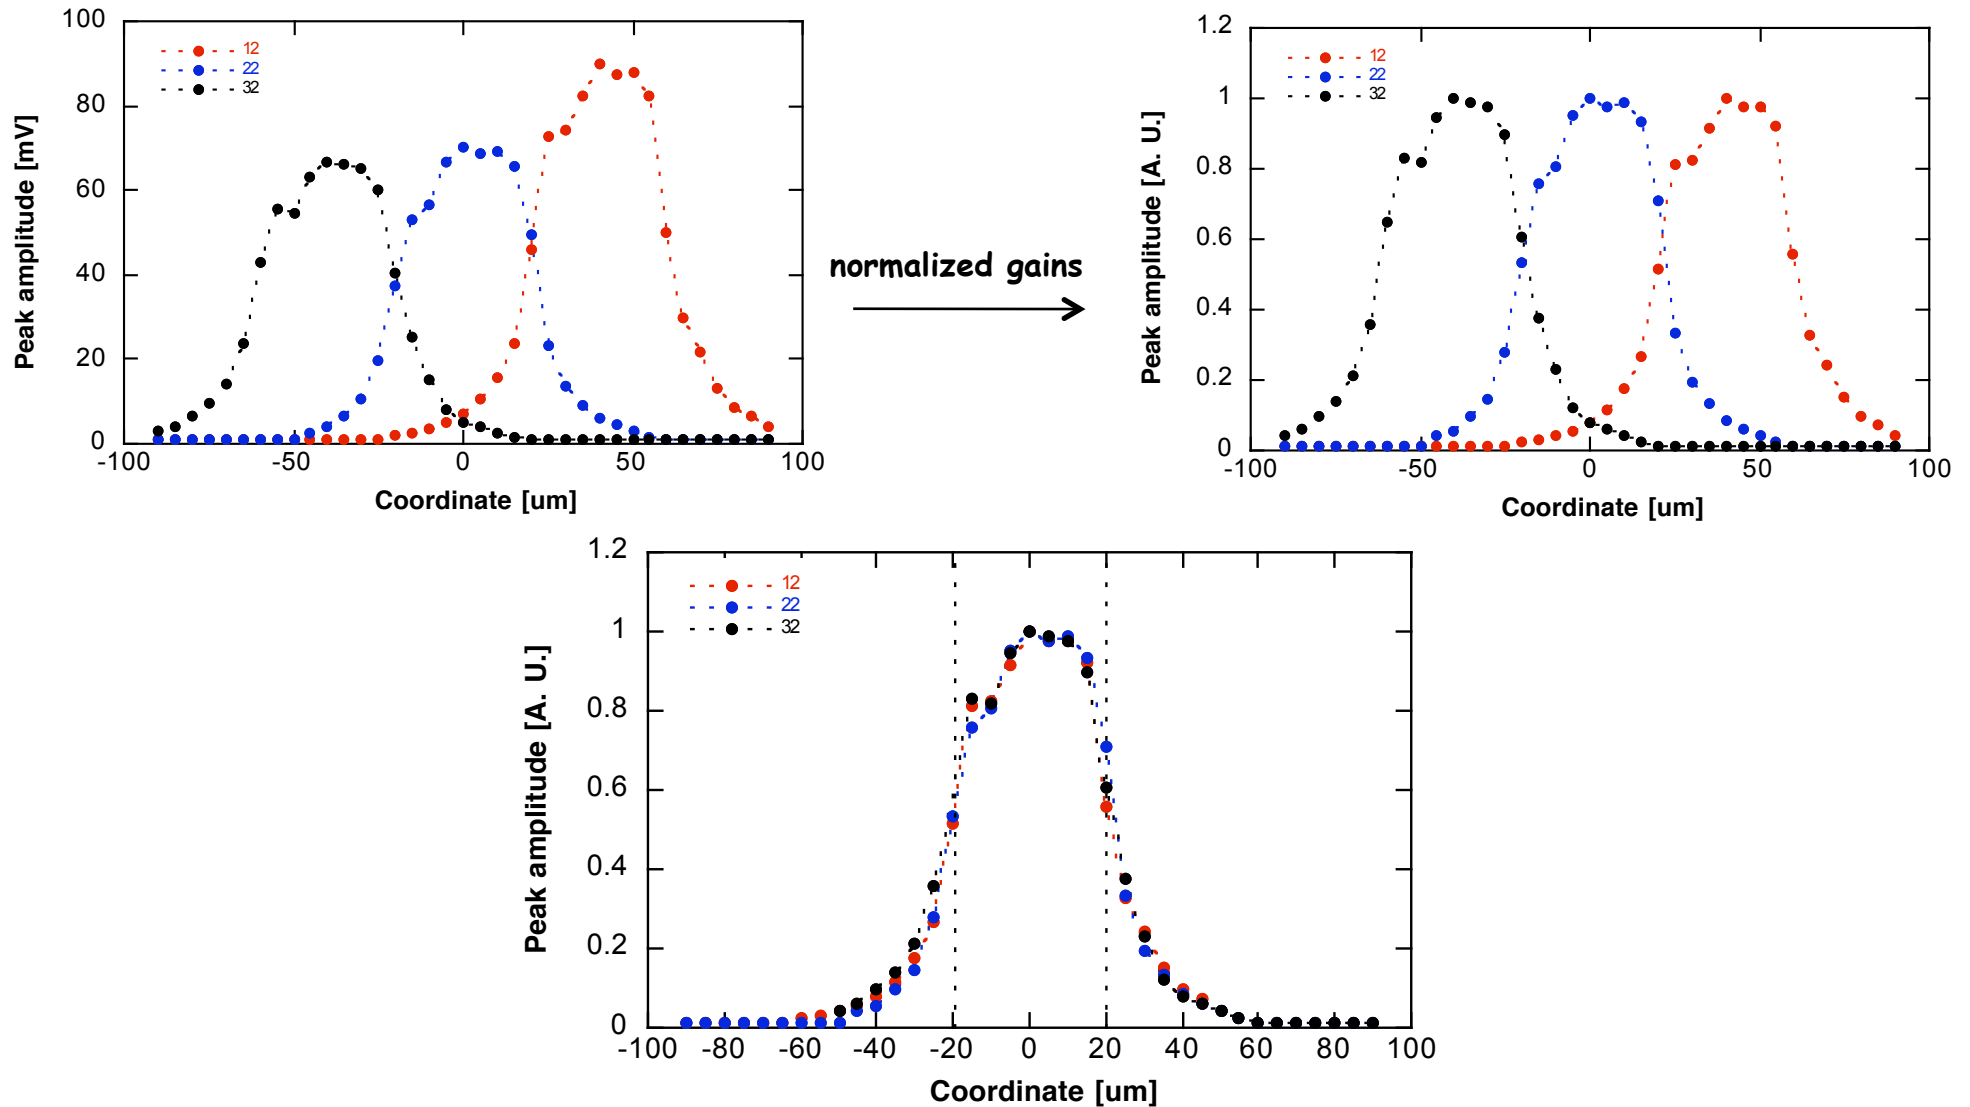 100
80
60
40
20
0
-100 -50 0 50 100
Peak amplitude [mV]
Coordinate [um]
12
22
32
normalized gains
1.2
1
0.8
0.6
0.4
0.2
0
-100 -50 0 50 100
Peak amplitude [A. U.]
Coordinate [um]
12
22
32
1.2
1
0.8
0.6
0.4
0.2
0
-100 -80 -60 -40 -20 0 20 40 60 80 100
Peak amplitude [A. U.]
Coordinate [um]
12
22
32